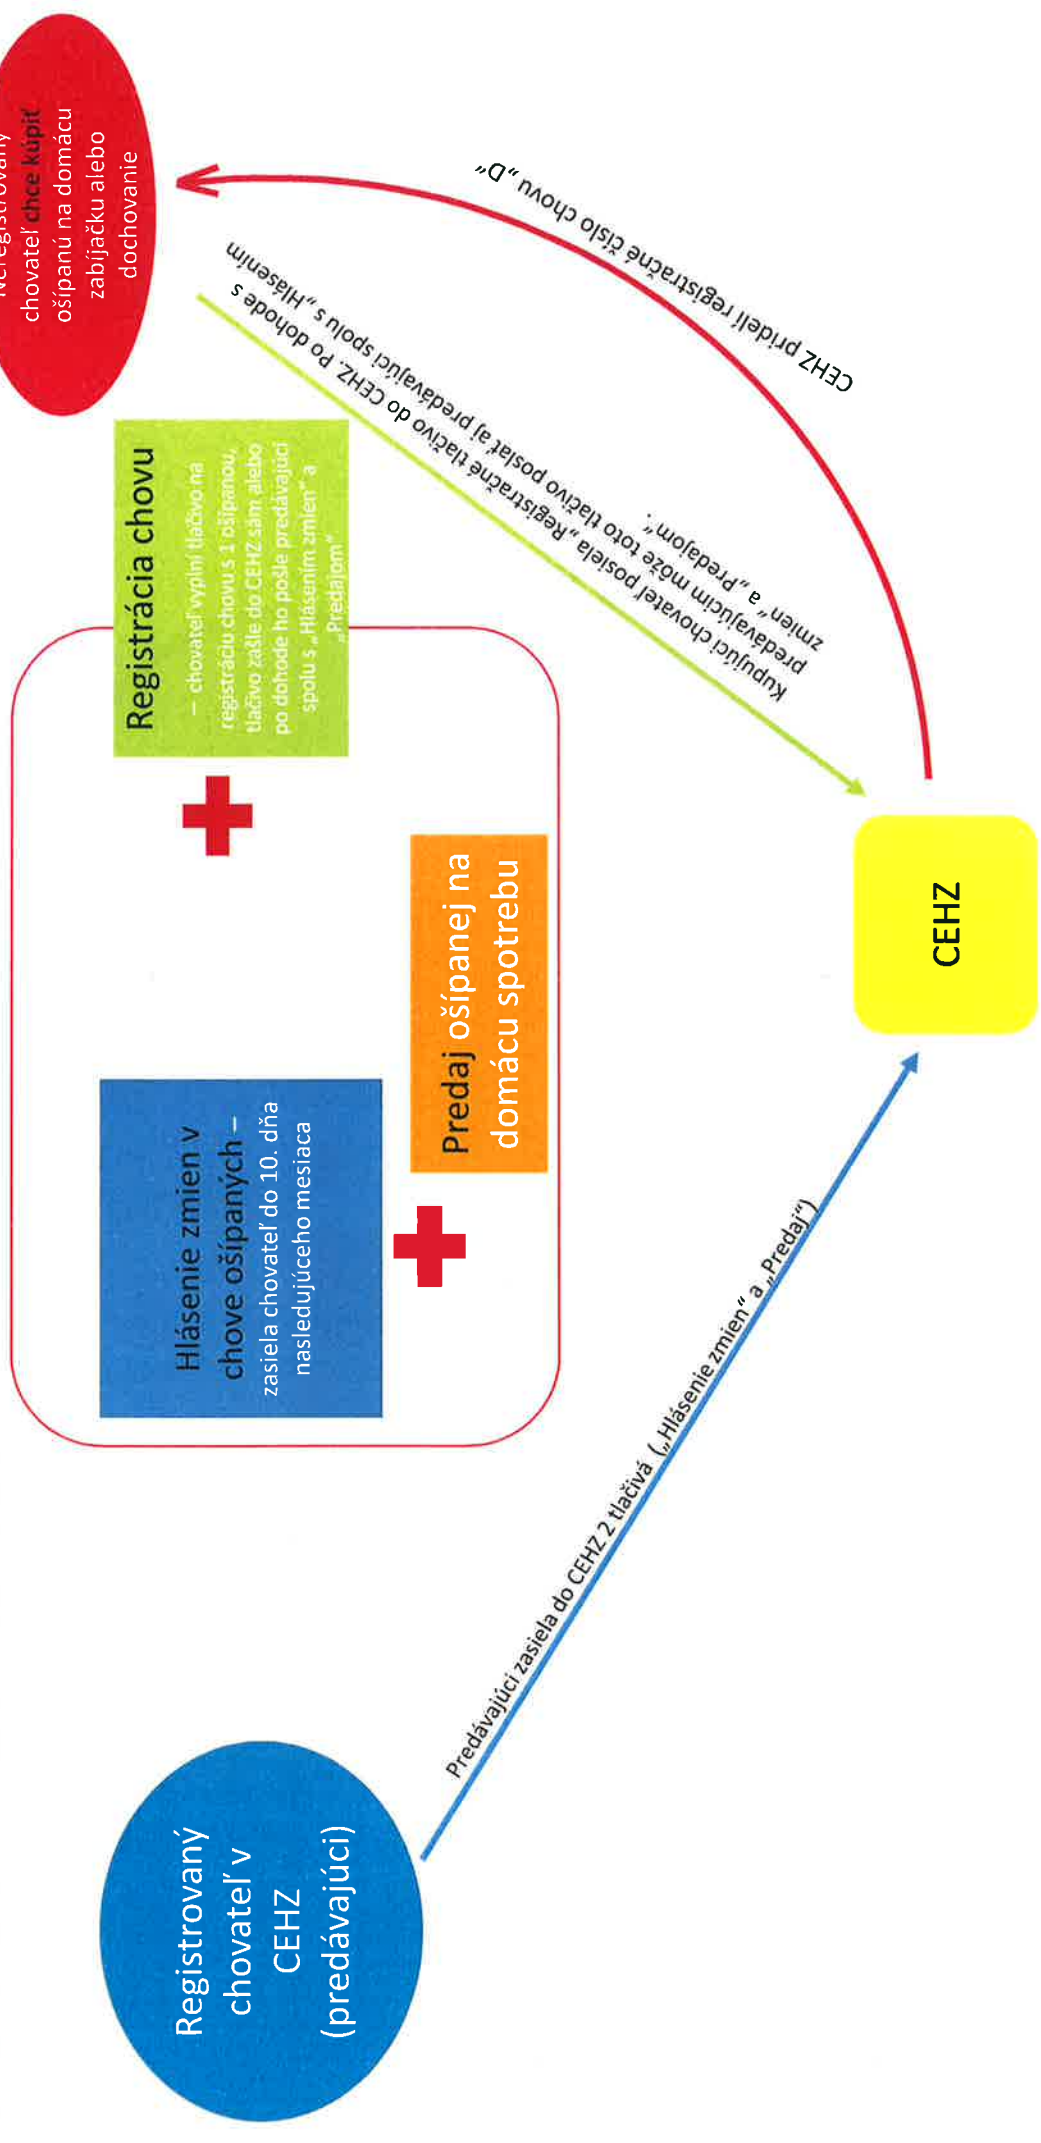 Registrovaný
chovateľ v
CEHZ
(predávajúci)
Hlásenie zmien v
chove ošípaných –
zasiela chovateľ do 10. dňa
nasledujúceho mesiaca
Predaj ošípanej na
domácu spotrebu
Registrácia chovu
– chovateľ vyplní tlačivo na
registráciu chovu s 1 ošípanou,
tlačivo zašle do CEHZ sám alebo
po dohode ho pošle predávajúci
spolu s „Hlásením zmien“ a
„Predajom“
Neregistrovaný
chovateľ chce kúpiť
ošípanú na domácu
zabíjačku alebo
dochovanie
Predávajúci zasiela do CEHZ 2 tlačivá („Hlásenie zmien“ a „Predaj“)
Kupujúci chovateľ posiela „Registračné tlačivo do CEHZ. Po dohode s
predávajúcim môže toto tlačivo poslať aj predávajúci spolu s „Hlásením
zmien“ a „Predajom“.
CEHZ pridelí registračné číslo chovu „D“
CEHZ